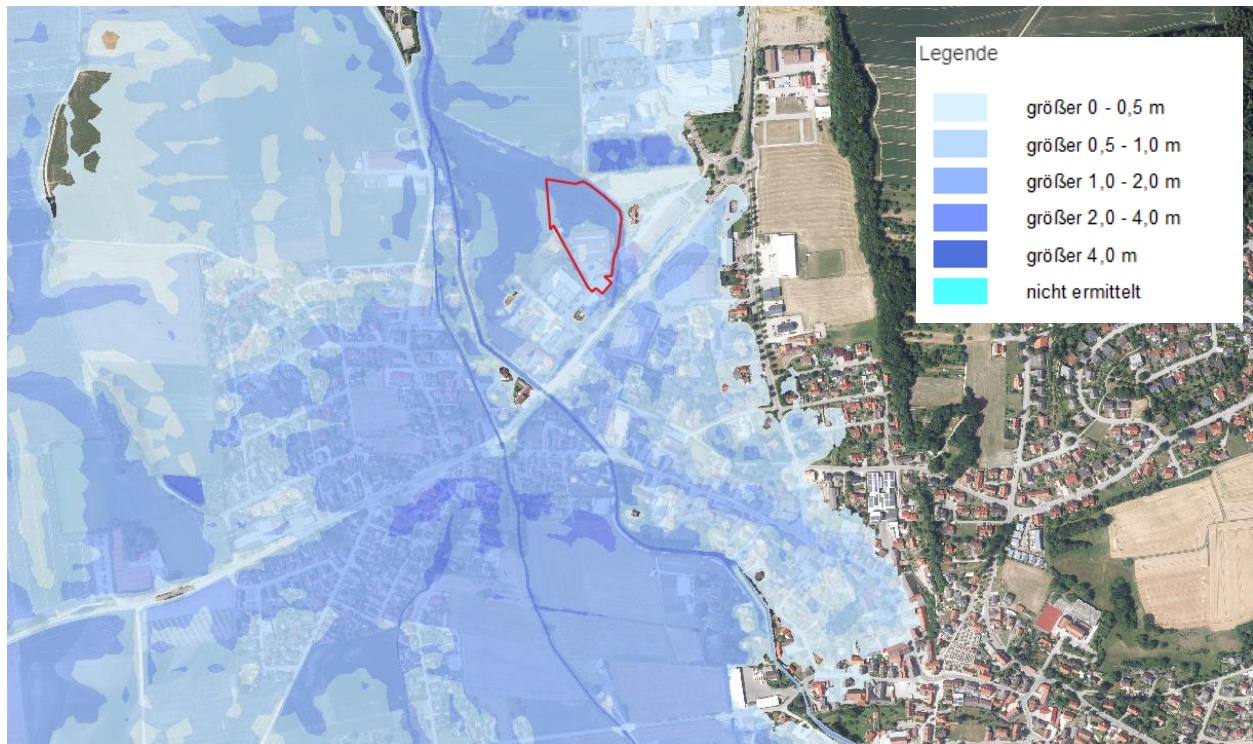 Legende
größer 0 - 0,5 m
größer 0,5 - 1,0 m
größer 1,0 - 2,0 m
größer 2,0 - 4,0 m
größer 4,0 m
nicht ermittelt